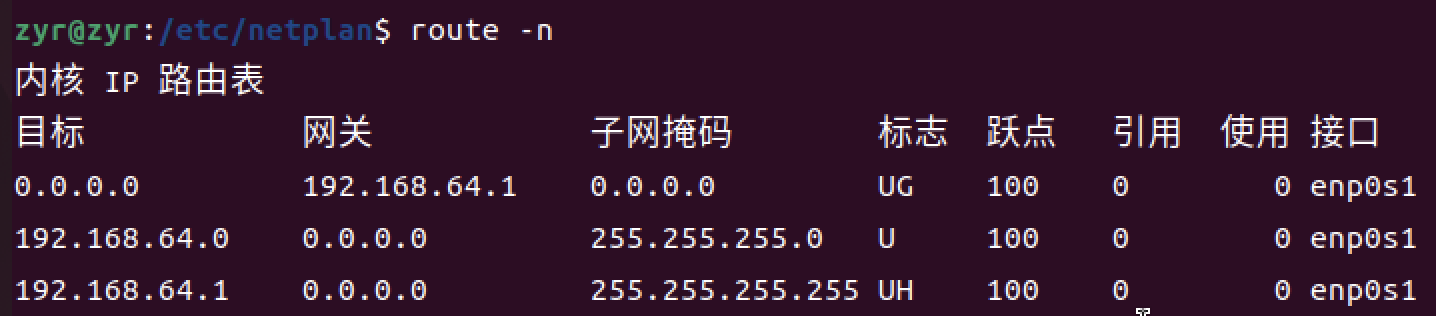 zyr@zyr:/etc/netplan$ route -n
内核 IP 路由表
目标 网关 子网掩码 标志 跃点 引用 使用 接口
0.0.0.0 192.168.64.1 0.0.0.0 UG 100 0 0 enp0s1
192.168.64.0 0.0.0.0 255.255.255.0 U 100 0 0 enp0s1
192.168.64.1 0.0.0.0 255.255.255.255 UH 100 0 0 enp0s1